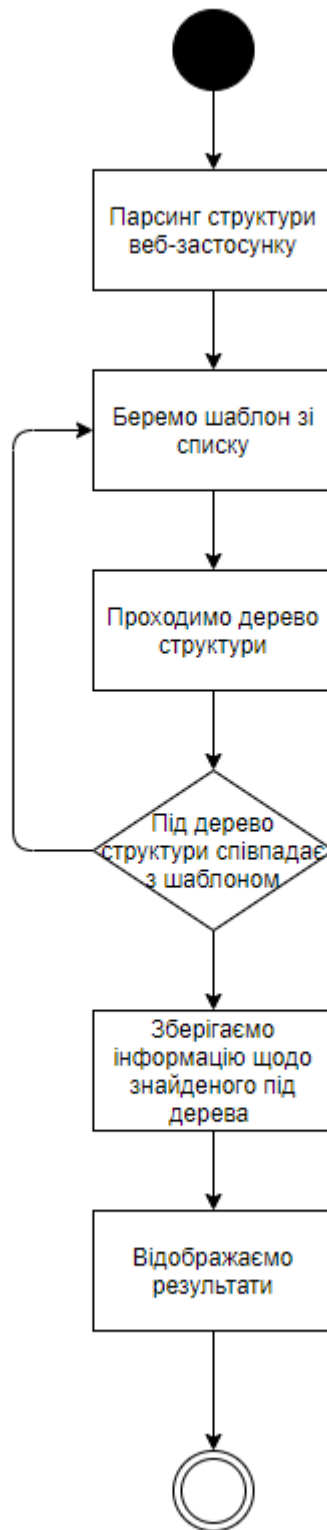 Парсинг структури
веб-застосунку
Беремо шаблон зі
списку
Проходимо дерево
структури
Під дерево
структури співпадає
з шаблоном
Зберігаємо
інформацію щодо
знайденого під
дерева
Відображаємо
результати